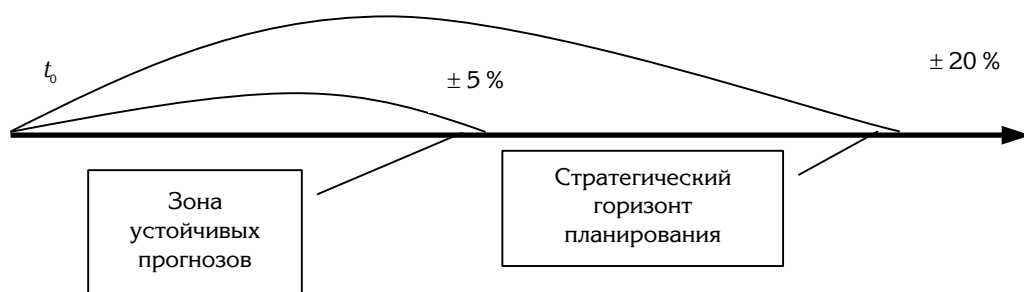 t₀
± 5 %
± 20 %
Зона
устойчивых
прогнозов
Стратегический
горизонт
планирования